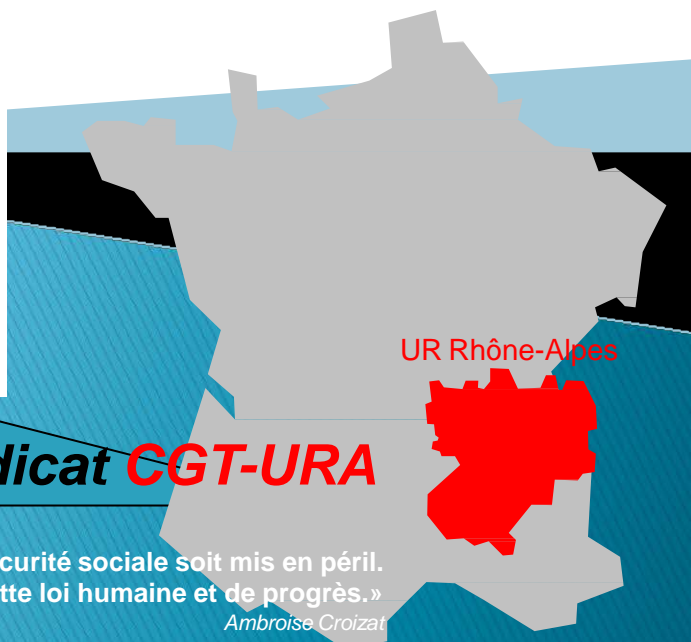 UR Rhône-Alpes
dicat CGT-URA
curité sociale soit mis en péril.
tte loi humaine et de progrès.»
Ambroise Croizat